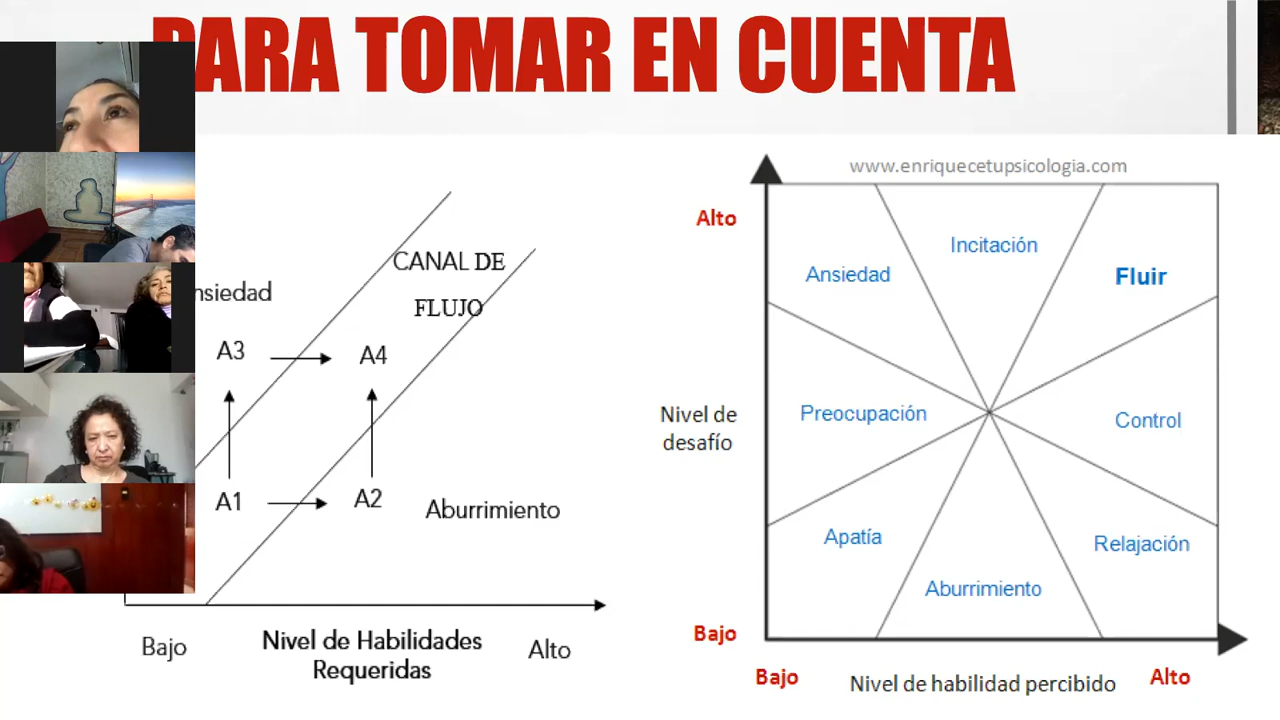 PARA TOMAR EN CUENTA
CANAL DE
FLUJO
nsiedad
A3
A4
A1
A2
Aburrimiento
Bajo
Nivel de Habilidades
Requeridas
Alto
www.enriquecetupsicologia.com
Alto
Incitación
Ansiedad
Fluir
Nivel de
desafío
Preocupación
Control
Apatía
Relajación
Aburrimiento
Bajo
Bajo
Nivel de habilidad percibido
Alto